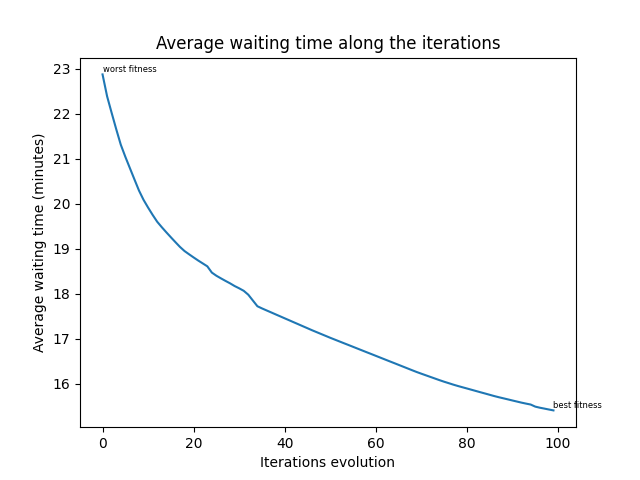 Average waiting time along the iterations
23
22
21
20
19
18
17
16
Average waiting time (minutes)
worst fitness
best fitness
0 20 40 60 80 100
Iterations evolution